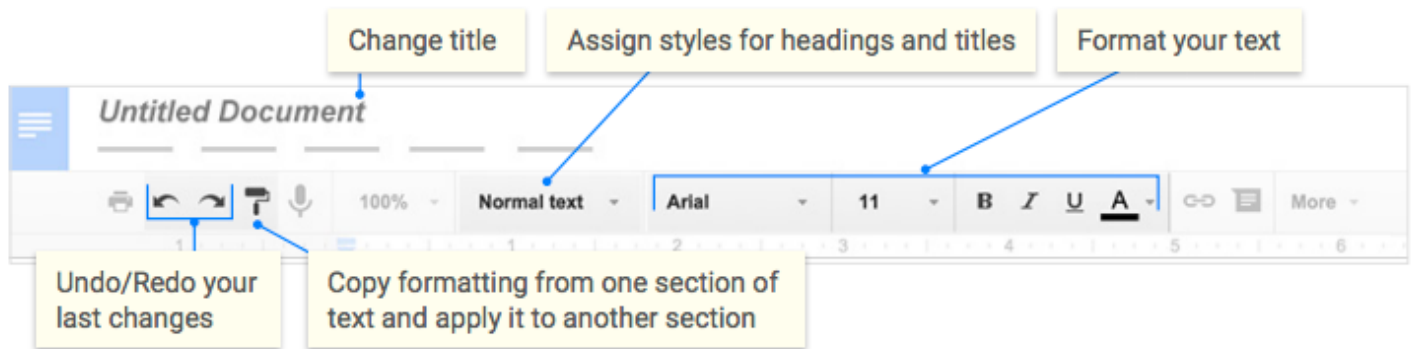 Change title
Assign styles for headings and titles
Format your text
Untitled Document
100%
Normal text
Arial
11
B I U A
More
1 1 2 3 4 5 6
Undo/Redo your
last changes
Copy formatting from one section of
text and apply it to another section